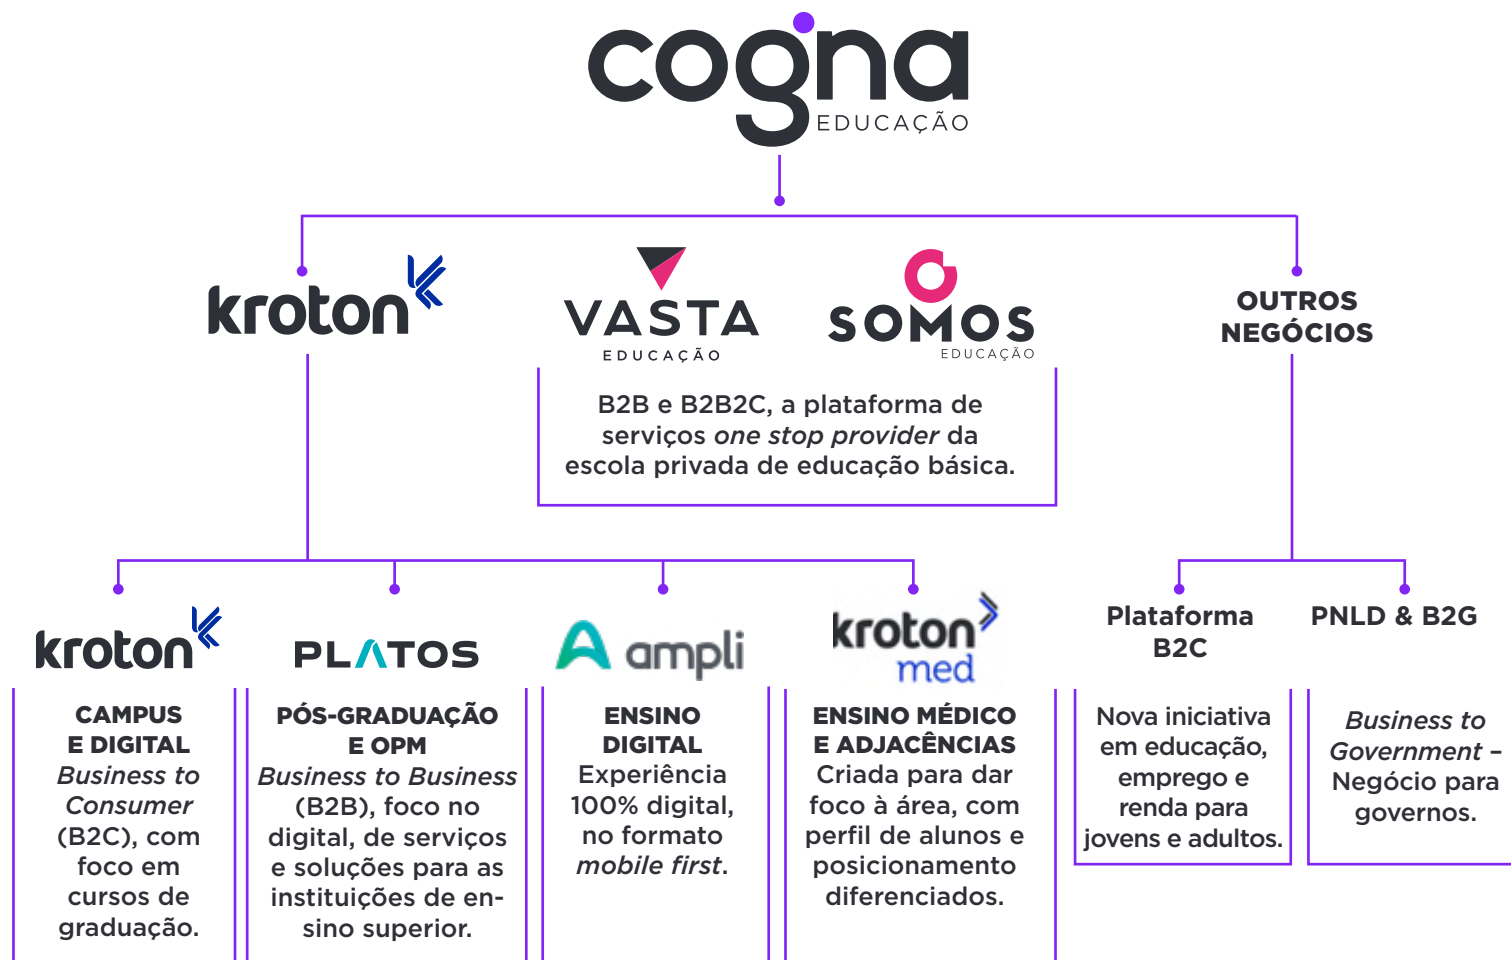 cogna
EDUCAÇÃO
kroton
VASTA
EDUCAÇÃO
SOMOS
EDUCAÇÃO
B2B e B2B2C, a plataforma de
serviços one stop provider da
escola privada de educação básica.
OUTROS
NEGÓCIOS
kroton
CAMPUS
E DIGITAL
Business to
Consumer
(B2C), com
foco em
cursos de
graduação.
PLATOS
PÓS-GRADUAÇÃO
E OPM
Business to Business
(B2B), foco no
digital, de serviços
e soluções para as
instituições de en-
sino superior.
ampli
ENSINO
DIGITAL
Experiência
100% digital,
no formato
mobile first.
kroton
med
ENSINO MÉDICO
E ADJACÊNCIAS
Criada para dar
foco à área, com
perfil de alunos e
posicionamento
diferenciados.
Plataforma
B2C
Nova iniciativa
em educação,
emprego e
renda para
jovens e adultos.
PNLD & B2G
Business to
Government –
Negócio para
governos.